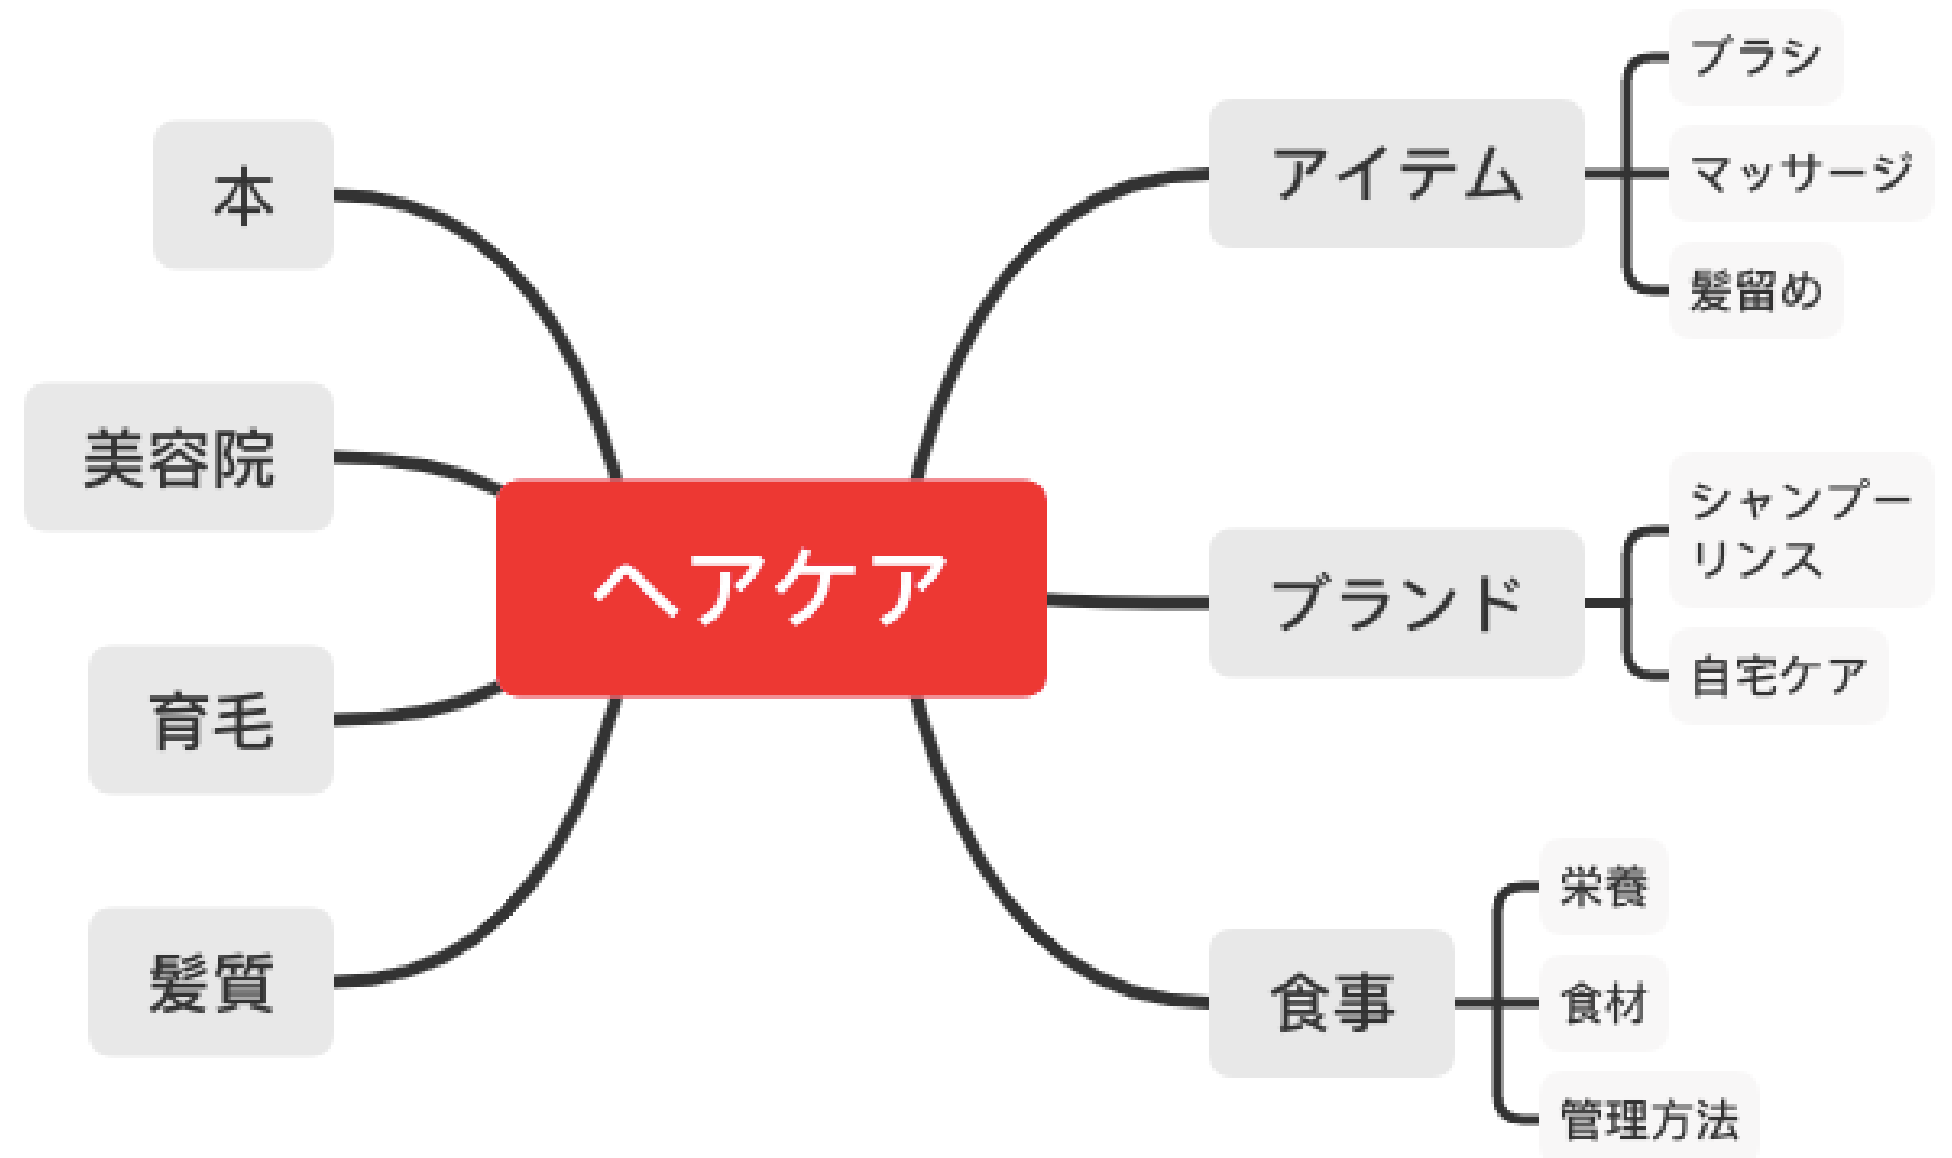 ヘアケア
アイテム
ブラシ
マッサージ
髪留め
ブランド
シャンプー
リンス
自宅ケア
食事
栄養
食材
管理方法
本
美容院
育毛
髪質